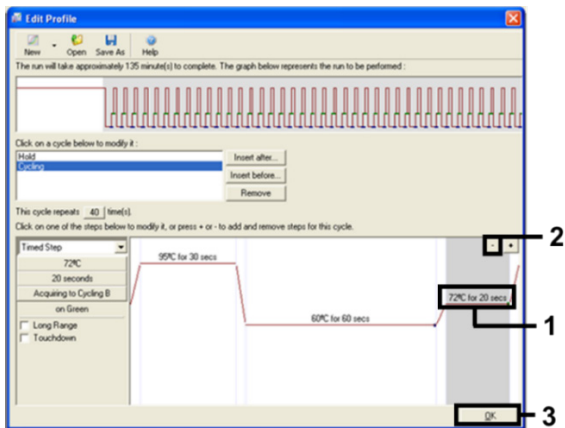 Edit Profile
New Open Save As Help
The run will take approximately 135 minute(s) to complete. The graph below represents the run to be performed :
Click on a cycle below to modify it :
Hold
Cycling
Insert after...
Insert before...
Remove
This cycle repeats 40 time(s).
Click on one of the steps below to modify it, or press + or - to add and remove steps for this cycle.
Timed Step
- +
2
72ºC
20 seconds
Acquiring to Cycling B
on Green
Long Range
Touchdown
95ºC for 30 secs
60ºC for 60 secs
72ºC for 20 secs
1
OK
3